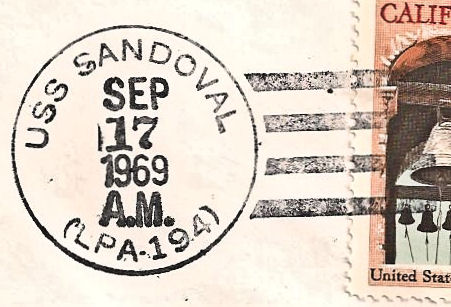 USS SANDOVAL
SEP
17
1969
A.M.
(LPA-194)
CALIF
United Stat